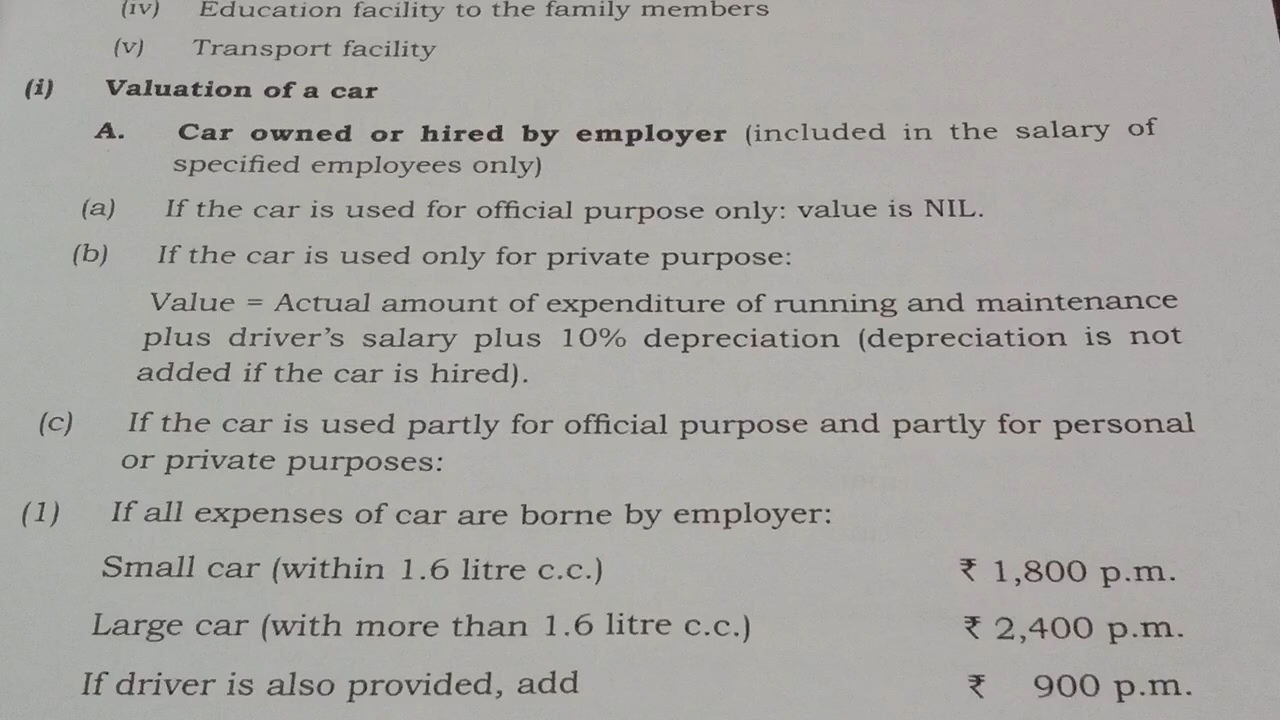 (iv) Education facility to the family members
(v) Transport facility
(i) Valuation of a car
A. Car owned or hired by employer (included in the salary of
specified employees only)
(a) If the car is used for official purpose only: value is NIL.
(b) If the car is used only for private purpose:
Value = Actual amount of expenditure of running and maintenance
plus driver's salary plus 10% depreciation (depreciation is not
added if the car is hired).
(c) If the car is used partly for official purpose and partly for personal
or private purposes:
(1) If all expenses of car are borne by employer:
Small car (within 1.6 litre c.c.) ₹ 1,800 p.m.
Large car (with more than 1.6 litre c.c.) ₹ 2,400 p.m.
If driver is also provided, add ₹ 900 p.m.